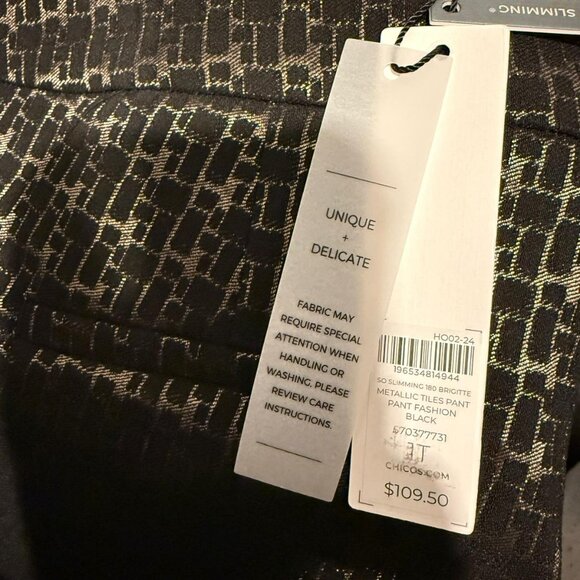 SLIMMING®
UNIQUE
+
DELICATE
FABRIC MAY
REQUIRE SPECIAL
ATTENTION WHEN
HANDLING OR
WASHING. PLEASE
REVIEW CARE
INSTRUCTIONS.
HO02-24
196534814944
SO SLIMMING 180 BRIGITTE
METALLIC TILES PANT
PANT FASHION
BLACK
570377731
1T
CHICOS.COM
$109.50